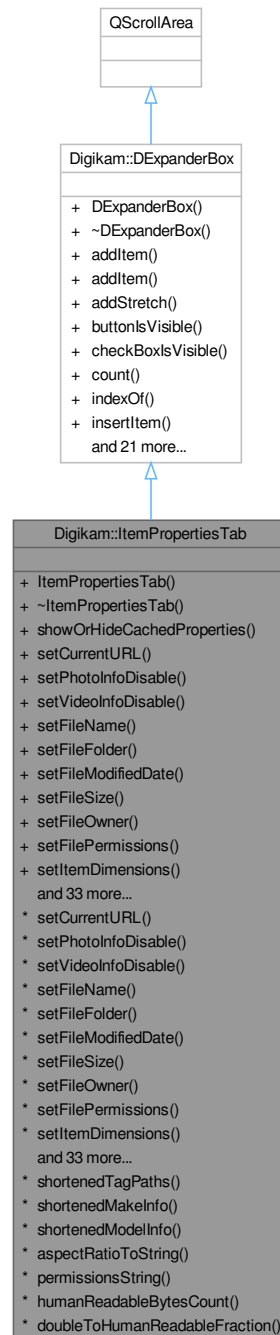 QScrollArea
Digikam::DExpanderBox
+ DExpanderBox()
+ ~DExpanderBox()
+ addItem()
+ addItem()
+ addStretch()
+ buttonIsVisible()
+ checkBoxIsVisible()
+ count()
+ indexOf()
+ insertItem()
and 21 more...
Digikam::ItemPropertiesTab
+ ItemPropertiesTab()
+ ~ItemPropertiesTab()
+ showOrHideCachedProperties()
+ setCurrentURL()
+ setPhotoInfoDisable()
+ setVideoInfoDisable()
+ setFileName()
+ setFileFolder()
+ setFileModifiedDate()
+ setFileSize()
+ setFileOwner()
+ setFilePermissions()
+ setItemDimensions()
and 33 more...
* setCurrentURL()
* setPhotoInfoDisable()
* setVideoInfoDisable()
* setFileName()
* setFileFolder()
* setFileModifiedDate()
* setFileSize()
* setFileOwner()
* setFilePermissions()
* setItemDimensions()
and 33 more...
* shortenedTagPaths()
* shortenedMakeInfo()
* shortenedModelInfo()
* aspectRatioToString()
* permissionsString()
* humanReadableBytesCount()
* doubleToHumanReadableFraction()